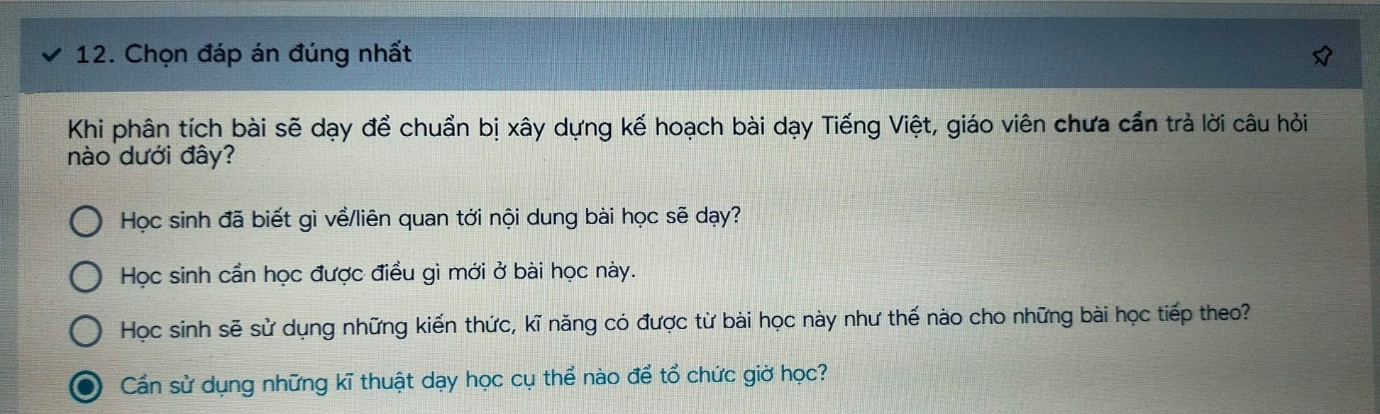 12. Chọn đáp án đúng nhất
Khi phân tích bài sẽ dạy để chuẩn bị xây dựng kế hoạch bài dạy Tiếng Việt, giáo viên chưa cần trả lời câu hỏi
nào dưới đây?
Học sinh đã biết gì về/liên quan tới nội dung bài học sẽ dạy?
Học sinh cần học được điều gì mới ở bài học này.
Học sinh sẽ sử dụng những kiến thức, kĩ năng có được từ bài học này như thế nào cho những bài học tiếp theo?
Cần sử dụng những kĩ thuật dạy học cụ thể nào để tổ chức giờ học?